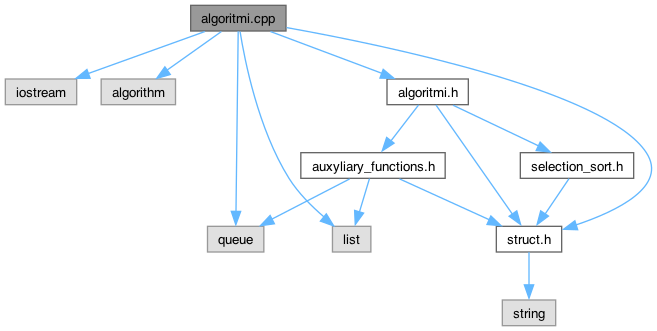 algoritmi.cpp
iostream
algorithm
algoritmi.h
auxyliary_functions.h
selection_sort.h
queue
list
struct.h
string